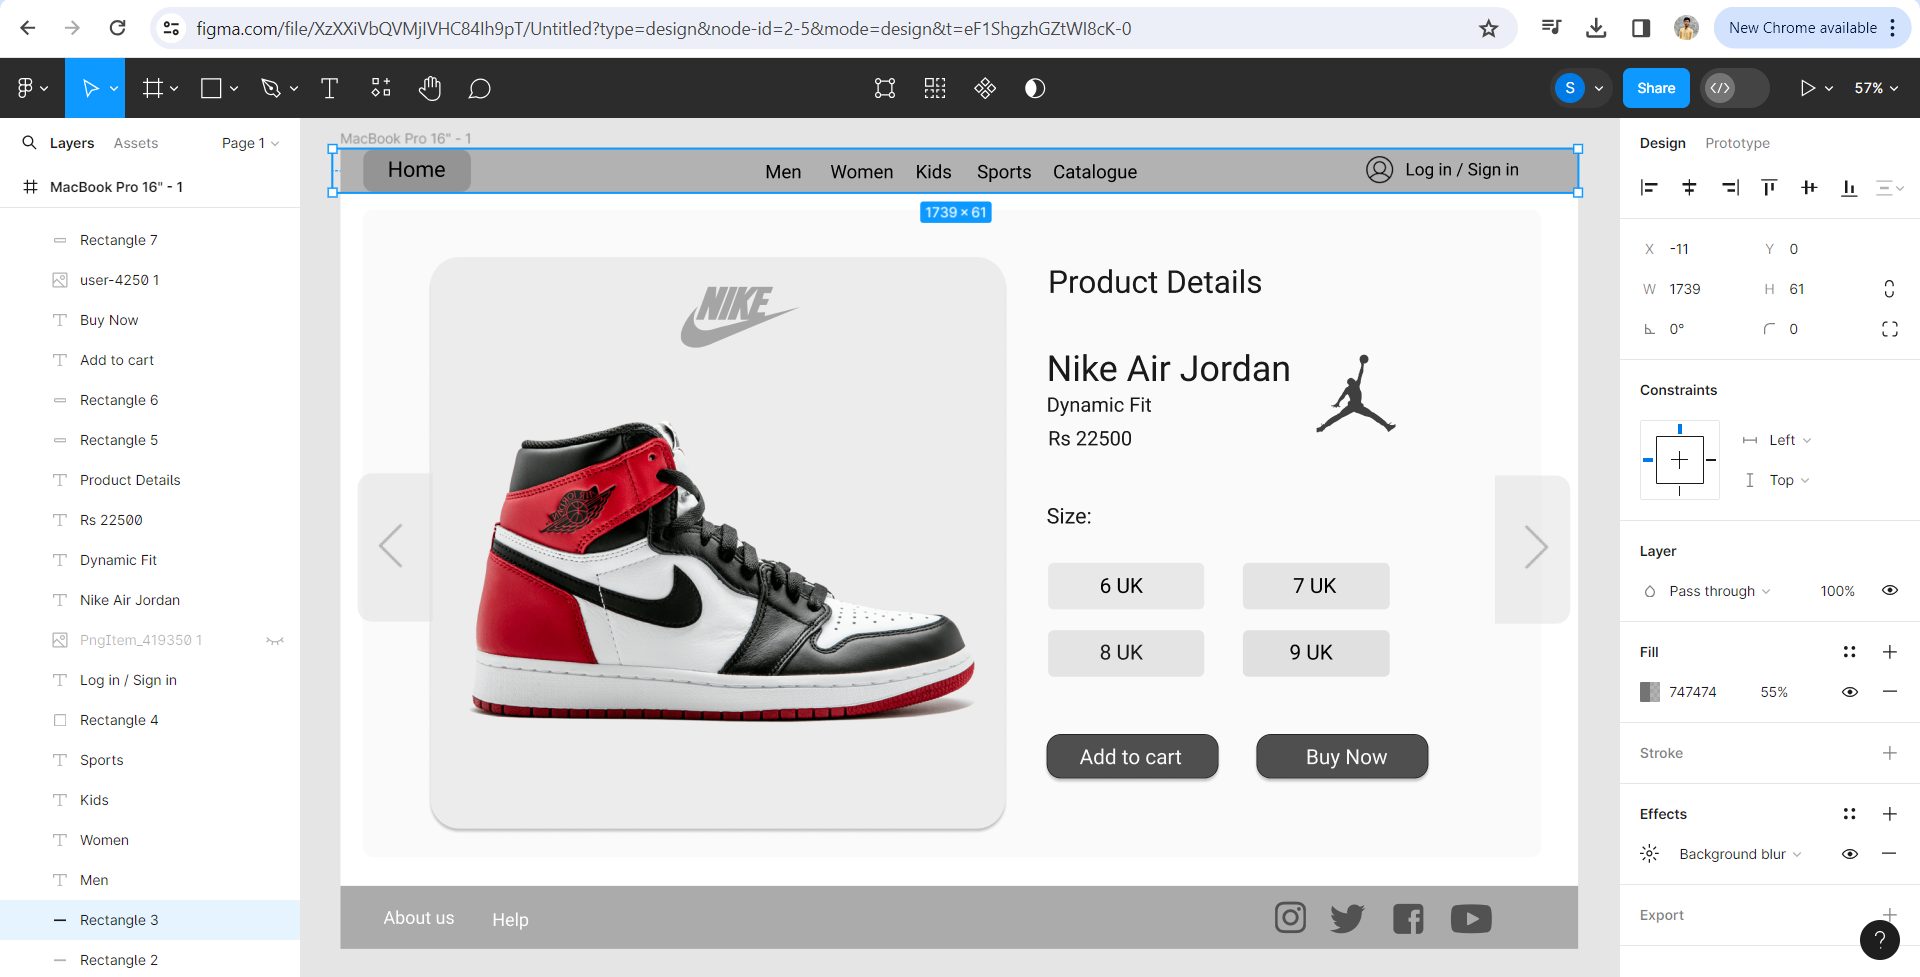 figma.com/file/XzXXiVbQVMjIVHC84Ih9pT/Untitled?type=design&node-id=2-5&mode=design&t=eF1ShgzhGZtWI8cK-0
New Chrome available
S
Share
57%
Layers Assets Page 1
MacBook Pro 16" - 1
Rectangle 7
user-4250 1
Buy Now
Add to cart
Rectangle 6
Rectangle 5
Product Details
Rs 22500
Dynamic Fit
Nike Air Jordan
PngItem_419350 1
Log in / Sign in
Rectangle 4
Sports
Kids
Women
Men
Rectangle 3
Rectangle 2
MacBook Pro 16" - 1
Home Men Women Kids Sports Catalogue Log in / Sign in
1739 × 61
NIKE
Product Details
Nike Air Jordan
Dynamic Fit
Rs 22500
Size:
6 UK 7 UK
8 UK 9 UK
Add to cart Buy Now
About us Help
Design Prototype
X -11 Y 0
W 1739 H 61
0° 0
Constraints
Left
Top
Layer
Pass through 100%
Fill
747474 55%
Stroke
Effects
Background blur
Export
?